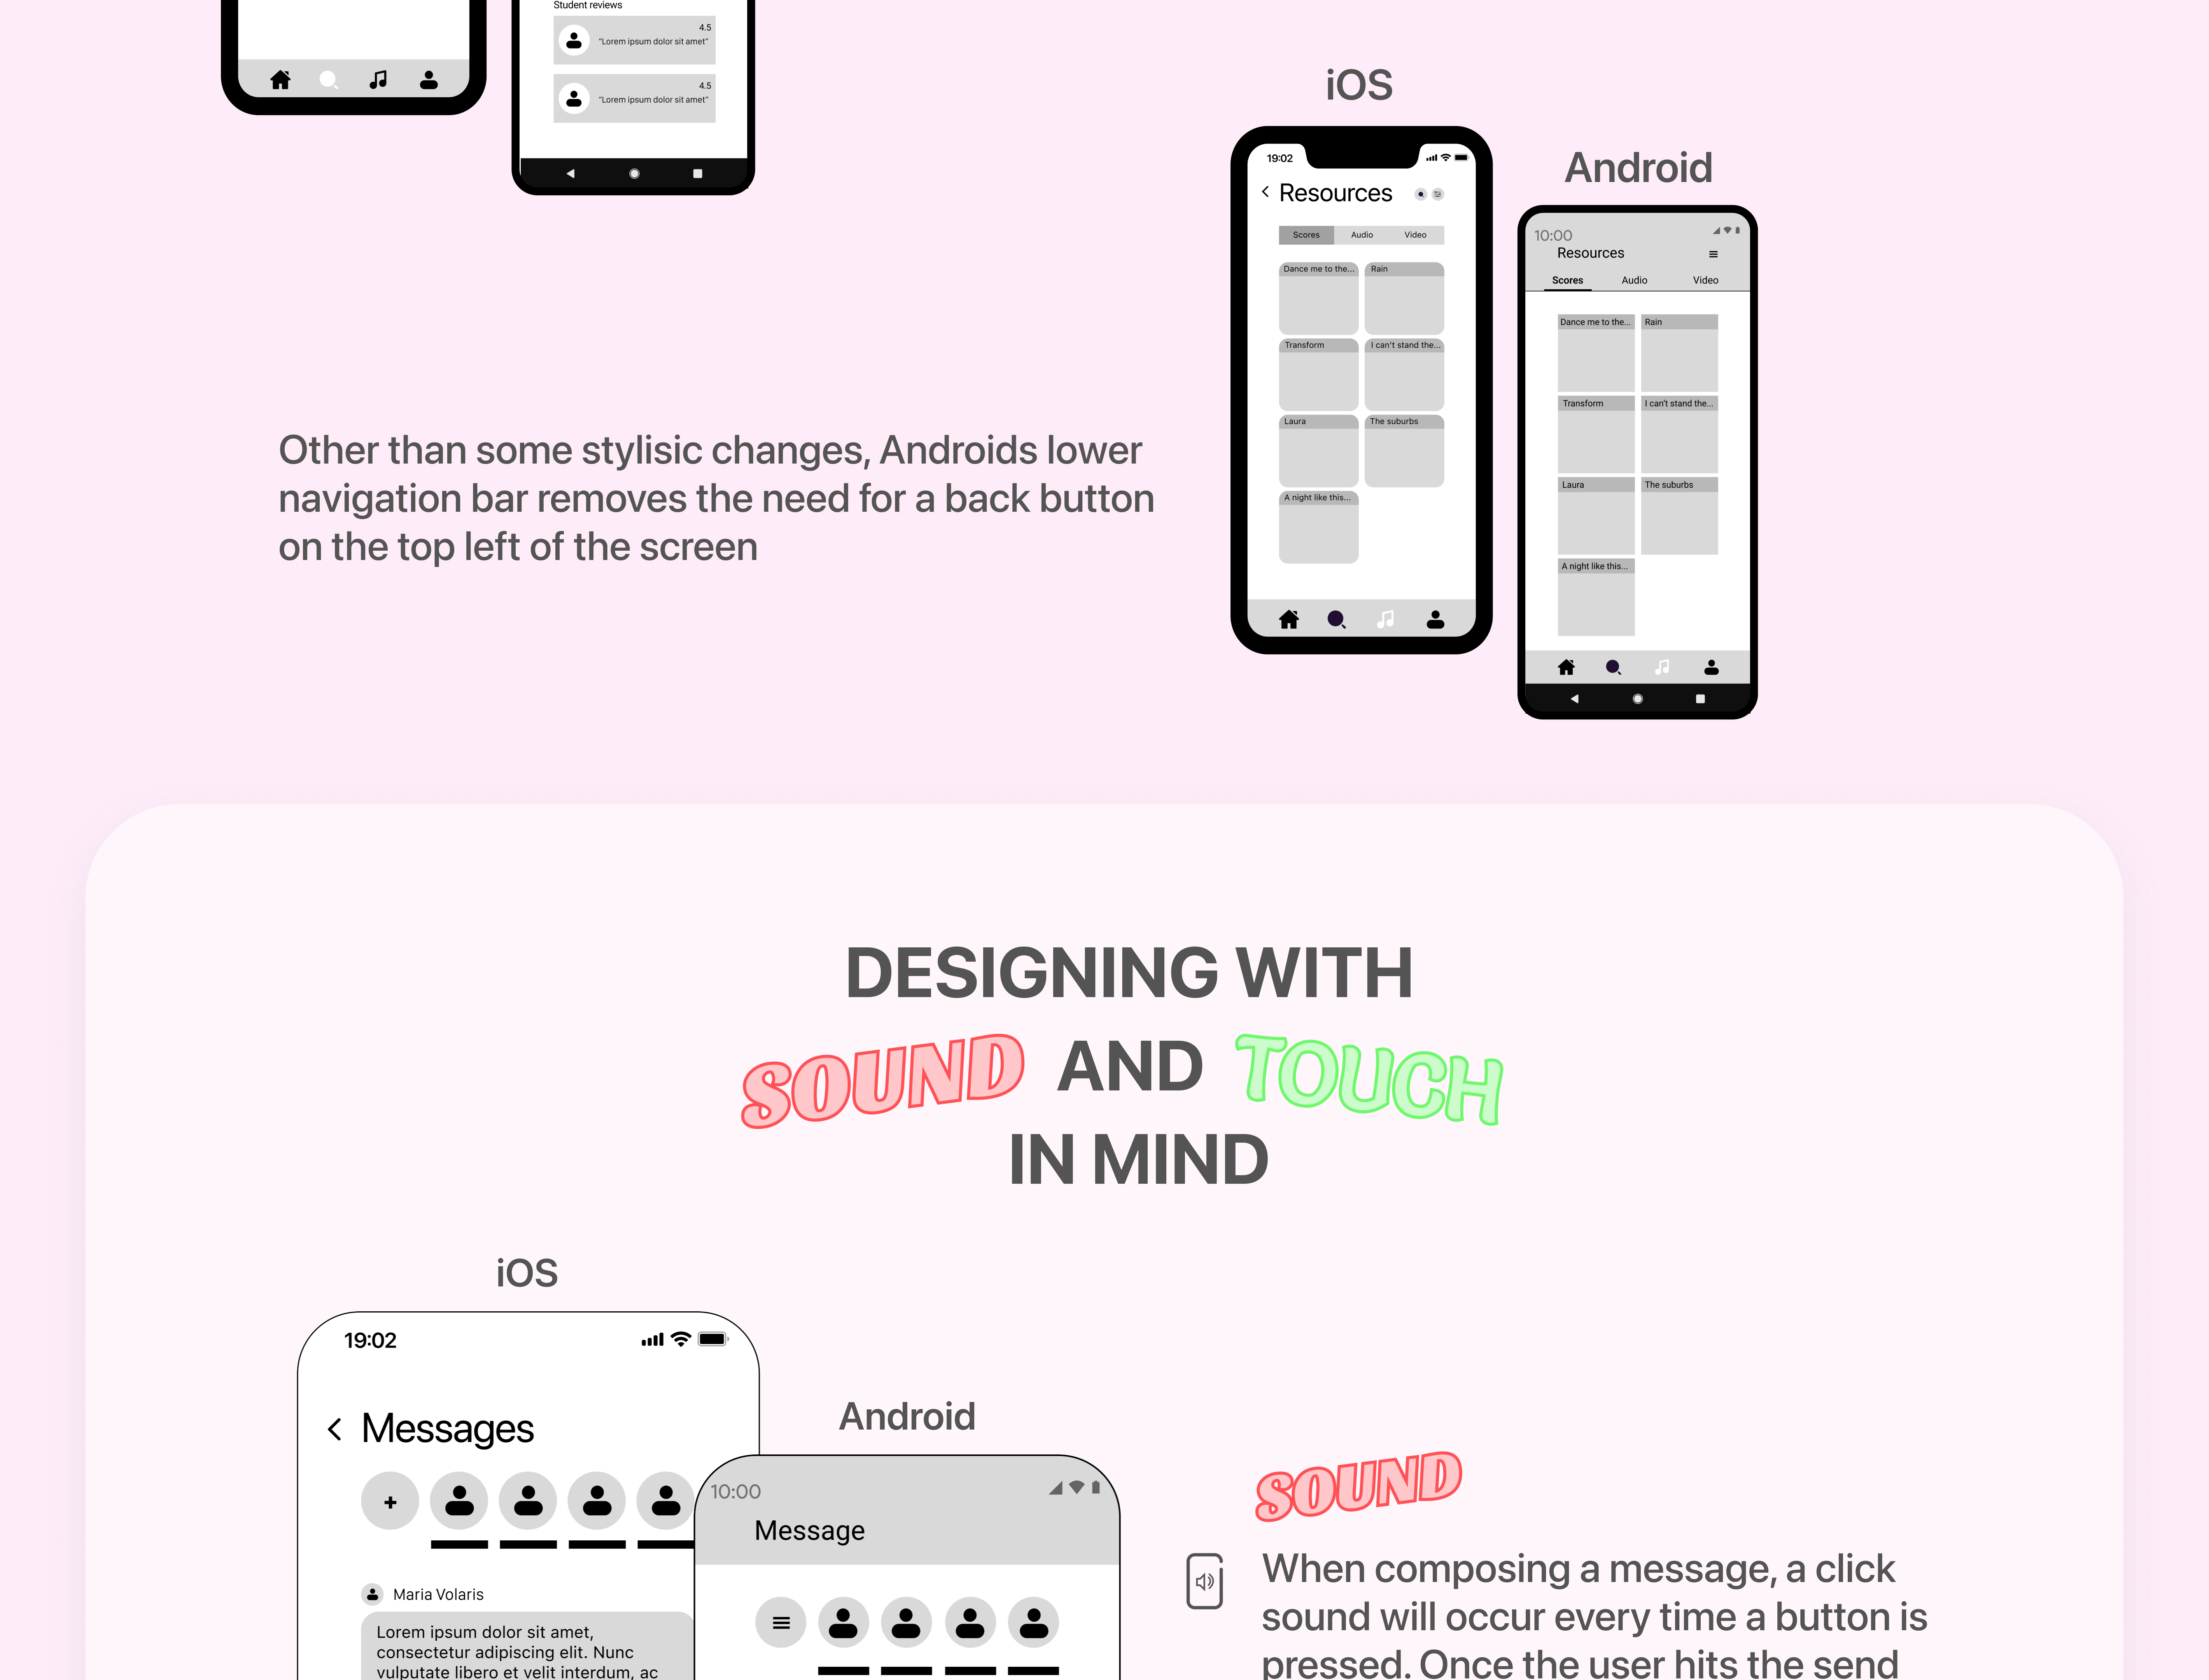 Student reviews
4.5
“Lorem ipsum dolor sit amet”
4.5
“Lorem ipsum dolor sit amet”
iOS
19:02
Resources
Scores Audio Video
Dance me to the... Rain
Transform I can't stand the...
Laura The suburbs
A night like this...
Android
10:00
Resources
Scores Audio Video
Dance me to the... Rain
Transform I can't stand the...
Laura The suburbs
A night like this...
Other than some stylisic changes, Androids lower
navigation bar removes the need for a back button
on the top left of the screen
DESIGNING WITH
SOUND AND TOUCH
IN MIND
iOS
19:02
Messages
Maria Volaris
Lorem ipsum dolor sit amet,
consectetur adipiscing elit. Nunc
vulputate libero et velit interdum, ac
Android
10:00
Message
SOUND
When composing a message, a click
sound will occur every time a button is
pressed. Once the user hits the send